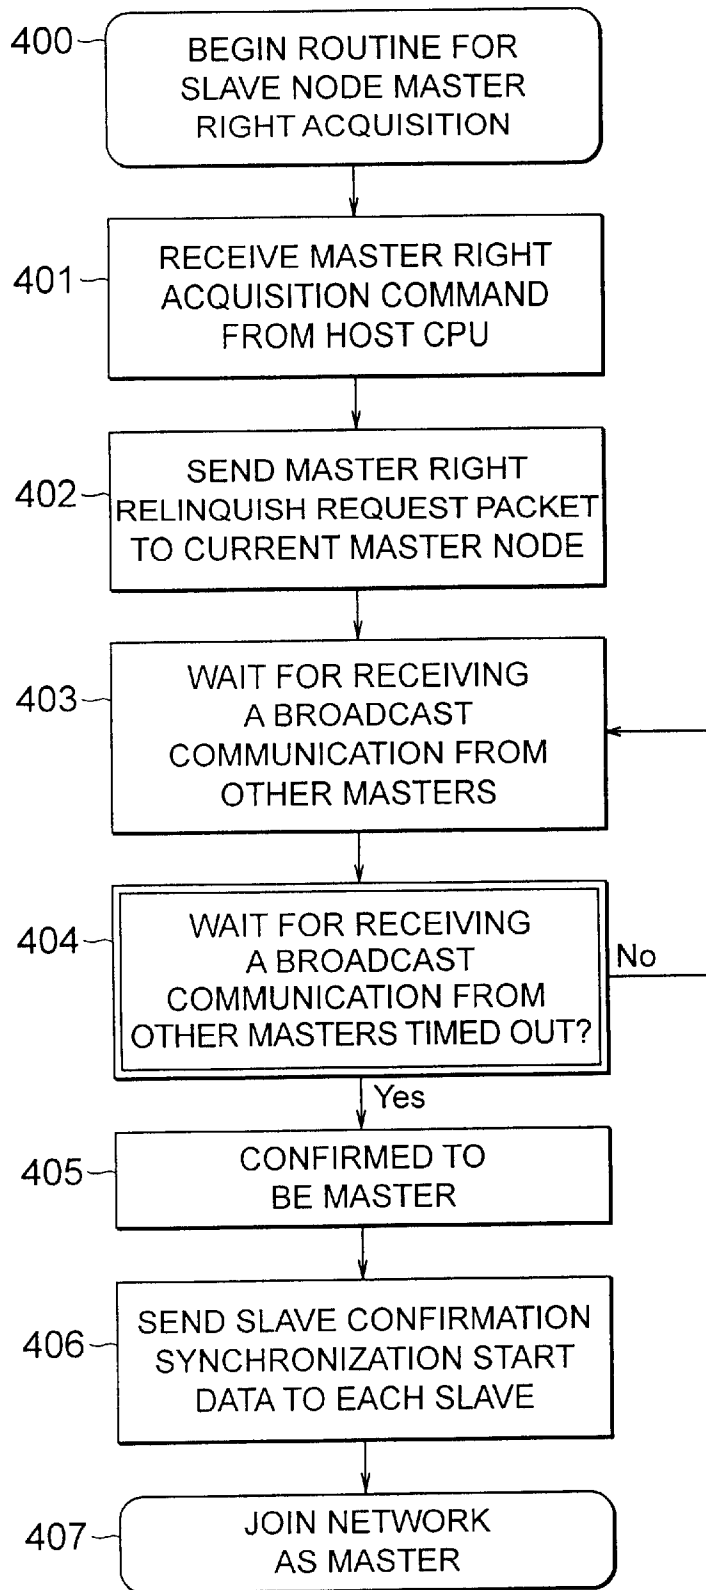 400
BEGIN ROUTINE FOR
SLAVE NODE MASTER
RIGHT ACQUISITION
401
RECEIVE MASTER RIGHT
ACQUISITION COMMAND
FROM HOST CPU
402
SEND MASTER RIGHT
RELINQUISH REQUEST PACKET
TO CURRENT MASTER NODE
403
WAIT FOR RECEIVING
A BROADCAST
COMMUNICATION FROM
OTHER MASTERS
404
WAIT FOR RECEIVING
A BROADCAST
COMMUNICATION FROM
OTHER MASTERS TIMED OUT?
No
Yes
405
CONFIRMED TO
BE MASTER
406
SEND SLAVE CONFIRMATION
SYNCHRONIZATION START
DATA TO EACH SLAVE
407
JOIN NETWORK
AS MASTER